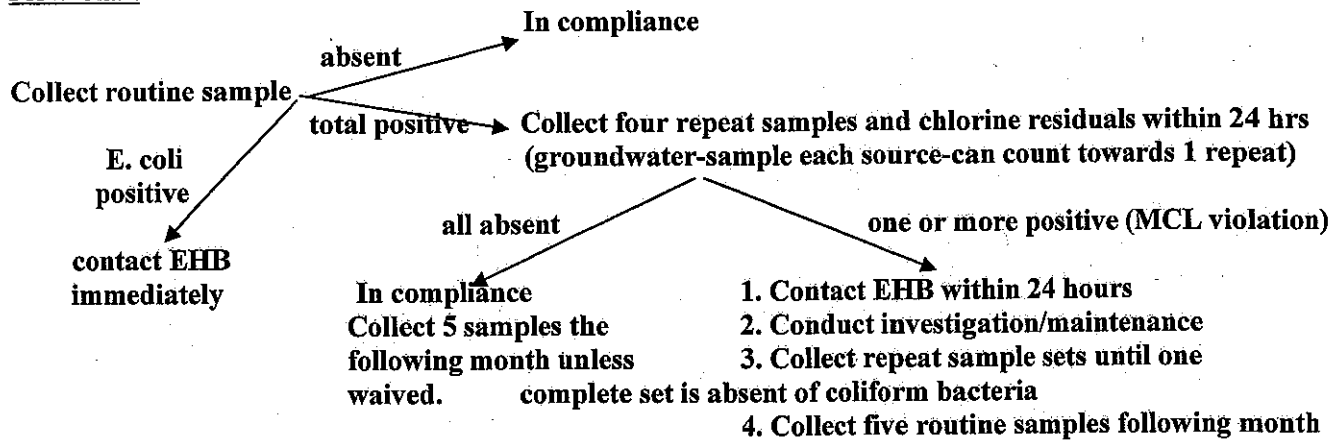 In compliance
absent
Collect routine sample
total positive
Collect four repeat samples and chlorine residuals within 24 hrs
(groundwater-sample each source-can count towards 1 repeat)
E. coli
positive
contact EHB
immediately
all absent
one or more positive (MCL violation)
In compliance
Collect 5 samples the
following month unless
waived.
1. Contact EHB within 24 hours
2. Conduct investigation/maintenance
3. Collect repeat sample sets until one
complete set is absent of coliform bacteria
4. Collect five routine samples following month